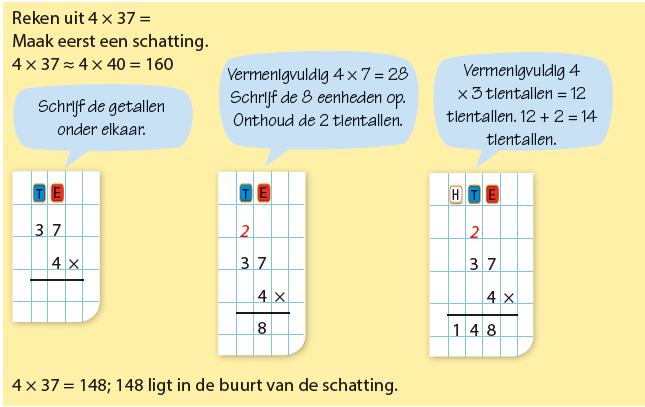 Reken uit 4 × 37 =
Maak eerst een schatting.
4 × 37 ≈ 4 × 40 = 160
Schrijf de getallen
onder elkaar.
T E
3 7
4 ×
Vermenigvuldig 4 × 7 = 28
Schrijf de 8 eenheden op.
Onthoud de 2 tientallen.
T E
2
3 7
4 ×
8
Vermenigvuldig 4
× 3 tientallen = 12
tientallen. 12 + 2 = 14
tientallen.
H T E
2
3 7
4 ×
1 4 8
4 × 37 = 148; 148 ligt in de buurt van de schatting.